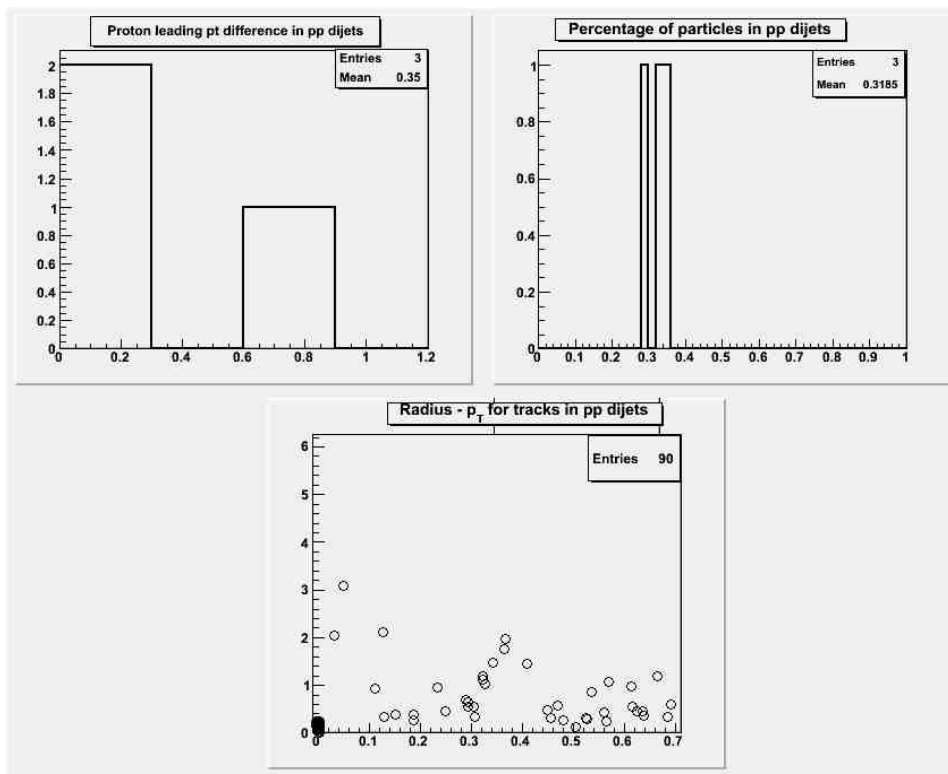 Proton leading pt difference in pp dijets
Entries 3
Mean 0.35
2
1.8
1.6
1.4
1.2
1
0.8
0.6
0.4
0.2
0
0 0.2 0.4 0.6 0.8 1 1.2
Percentage of particles in pp dijets
Entries 3
Mean 0.3185
1
0.8
0.6
0.4
0.2
0
0 0.1 0.2 0.3 0.4 0.5 0.6 0.7 0.8 0.9 1
Radius - pT for tracks in pp dijets
Entries 90
6
5
4
3
2
1
0
0 0.1 0.2 0.3 0.4 0.5 0.6 0.7